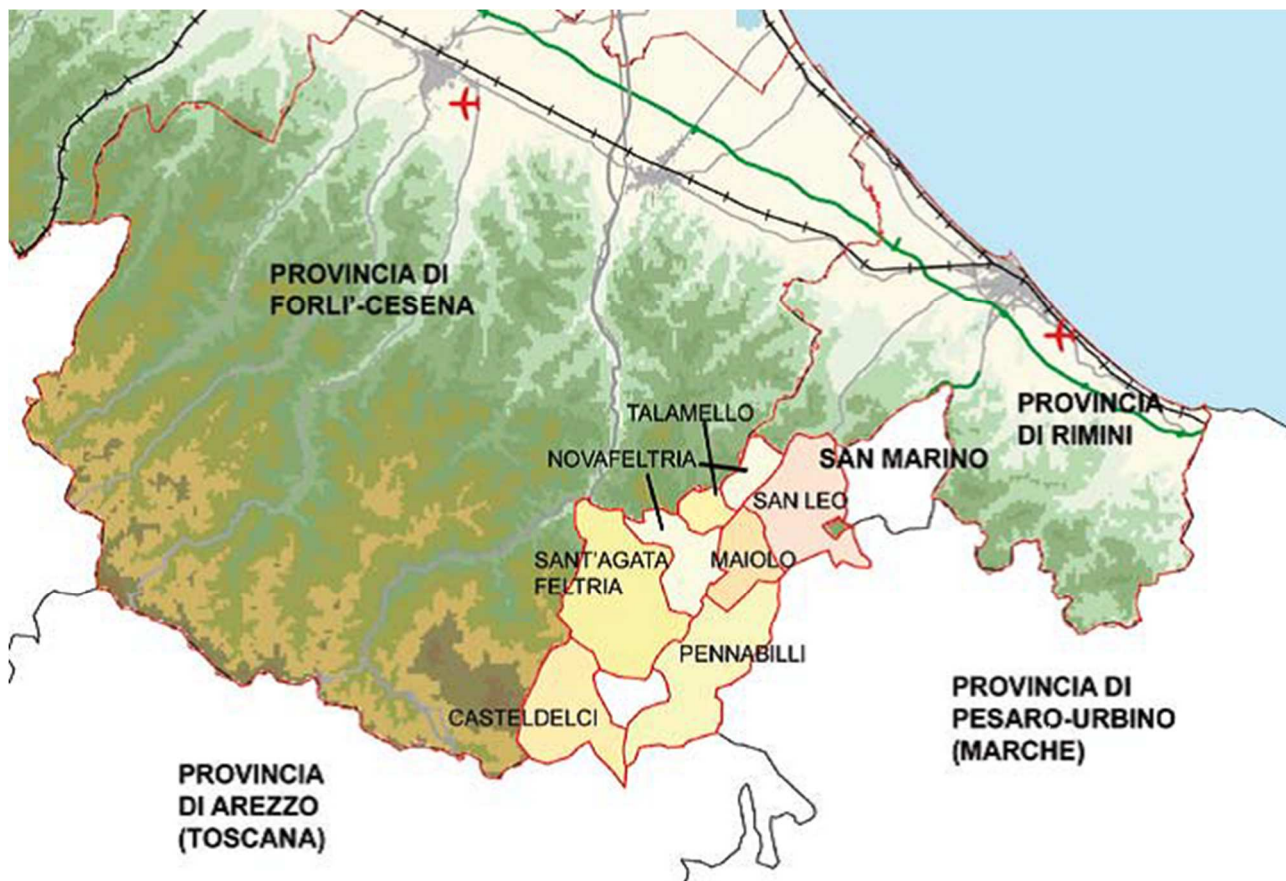 PROVINCIA DI
FORLI'-CESENA
TALAMELLO
PROVINCIA
DI RIMINI
NOVAFELTRIA
SAN MARINO
SAN LEO
SANT'AGATA
FELTRIA
MAIOLO
PENNABILLI
CASTELDELCI
PROVINCIA DI
PESARO-URBINO
(MARCHE)
PROVINCIA
DI AREZZO
(TOSCANA)